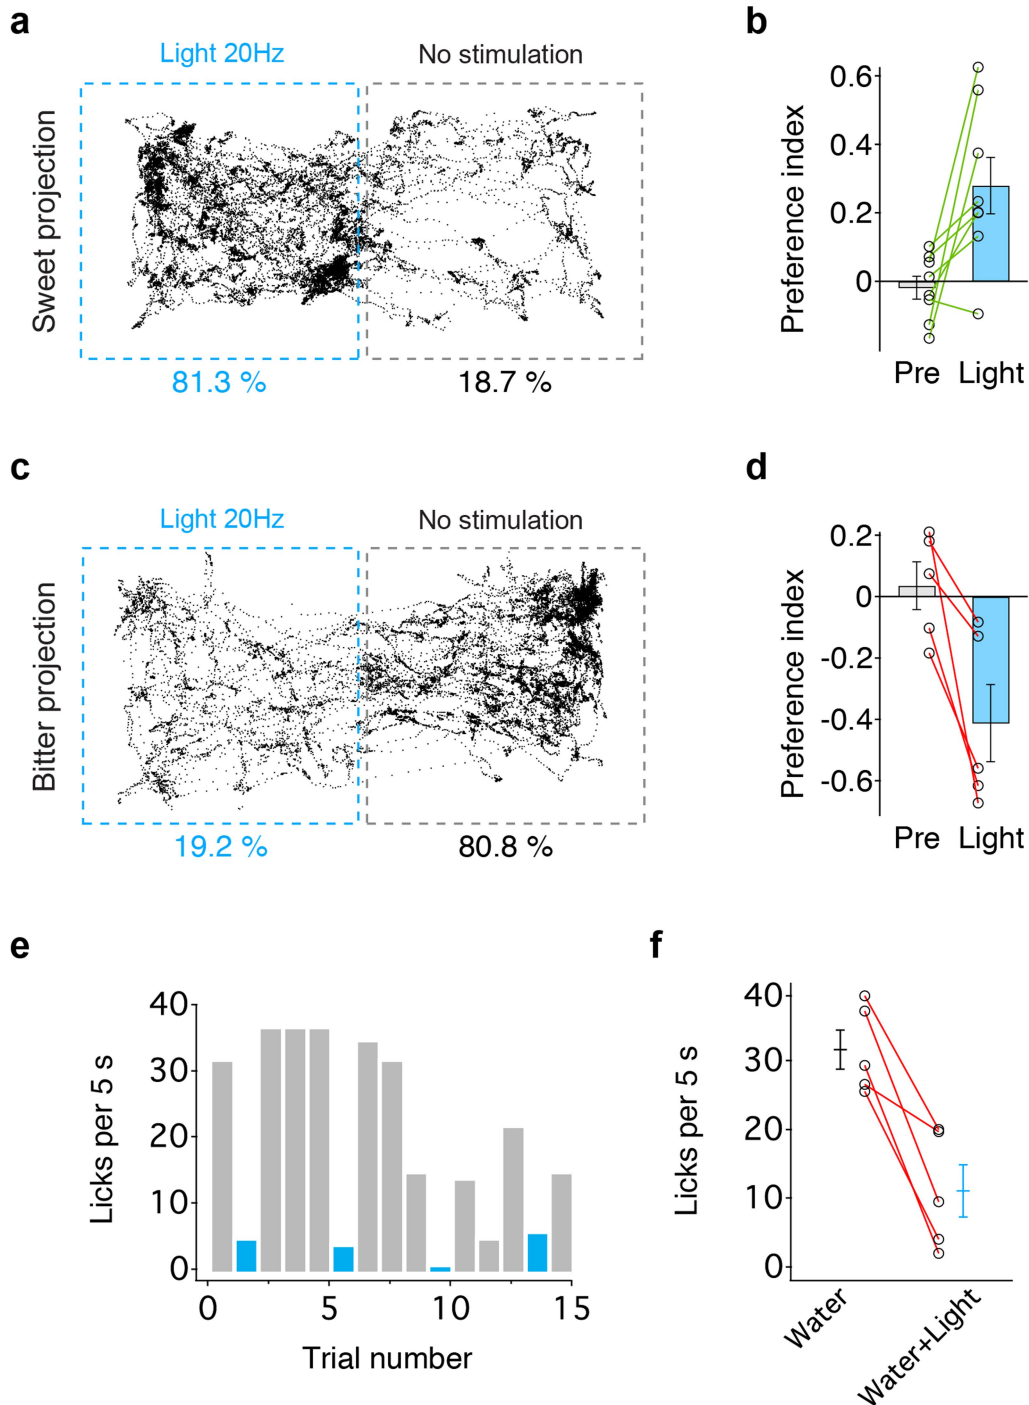 a
Light 20Hz
No stimulation
Sweet projection
81.3 %
18.7 %
b
Preference index
0.6
0.4
0.2
0
Pre
Light
c
Light 20Hz
No stimulation
Bitter projection
19.2 %
80.8 %
d
Preference index
0.2
0
-0.2
-0.4
-0.6
Pre
Light
e
Licks per 5 s
40
30
20
10
0
0
5
10
15
Trial number
f
Licks per 5 s
40
30
20
10
0
Water
Water+Light